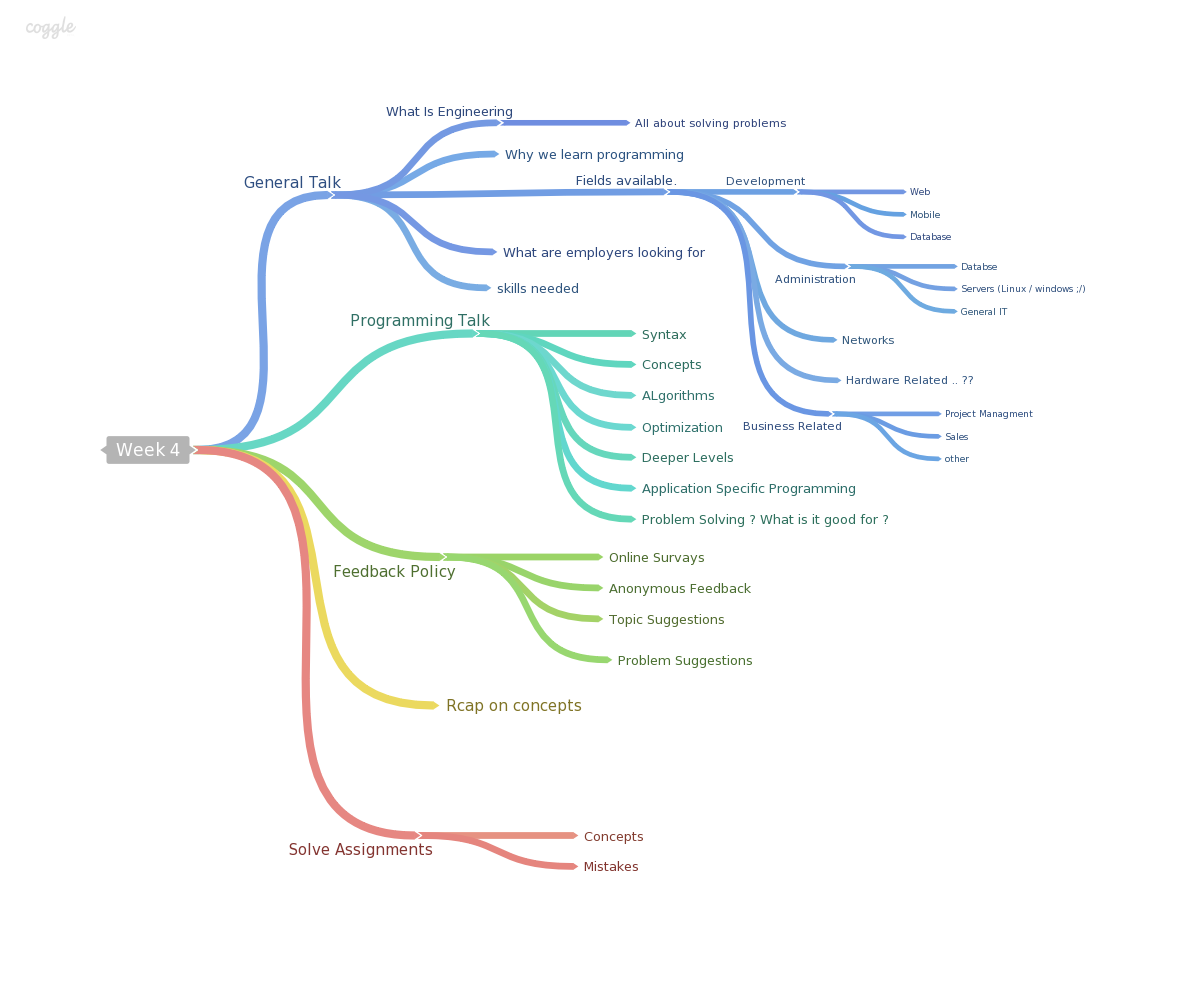 coggle
Week 4
General Talk
What Is Engineering
All about solving problems
Why we learn programming
Fields available.
Development
Web
Mobile
Database
Administration
Databse
Servers (Linux / windows ;/)
General IT
Networks
Hardware Related .. ??
Business Related
Project Managment
Sales
other
What are employers looking for
skills needed
Programming Talk
Syntax
Concepts
ALgorithms
Optimization
Deeper Levels
Application Specific Programming
Problem Solving ? What is it good for ?
Feedback Policy
Online Survays
Anonymous Feedback
Topic Suggestions
Problem Suggestions
Rcap on concepts
Solve Assignments
Concepts
Mistakes